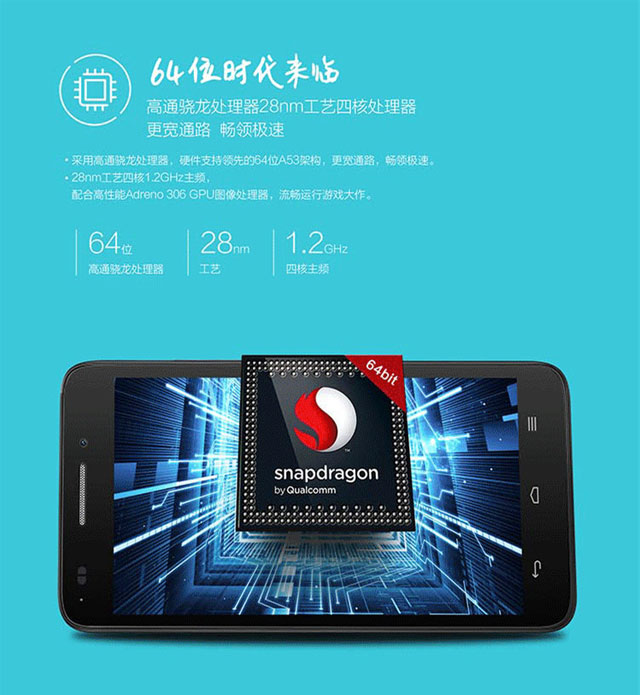 64位时代来临
高通骁龙处理器28nm工艺四核处理器
更宽通路 畅领极速
• 采用高通骁龙处理器，硬件支持领先的64位A53架构，更宽通路，畅领极速。
• 28nm工艺四核1.2GHz主频，
配合高性能Adreno 306 GPU图像处理器，流畅运行游戏大作。
64位
高通骁龙处理器
28nm
工艺
1.2GHz
四核主频
64bit
snapdragon™
by Qualcomm